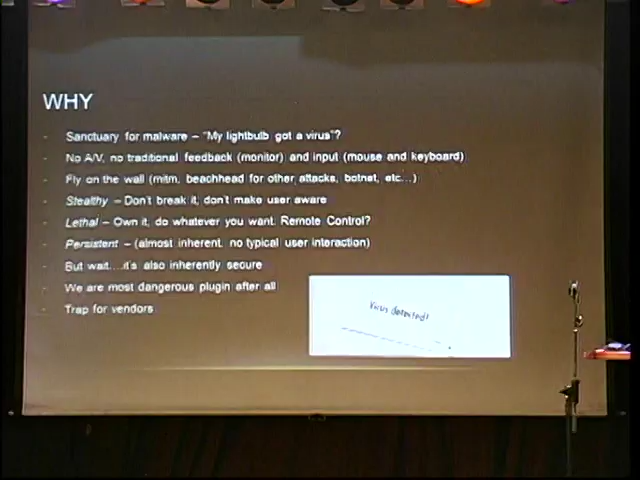 WHY
- Sanctuary for malware – "My lightbulb got a virus"?
- No A/V, no traditional feedback (monitor) and input (mouse and keyboard)
- Fly on the wall (mitm, beachhead for other attacks, botnet, etc...)
- Stealthy – Don't break it, don't make user aware
- Lethal – Own it, do whatever you want. Remote Control?
- Persistent – (almost inherent, no typical user interaction)
- But wait....it's also inherently secure
- We are most dangerous plugin after all
- Trap for vendors
Virus detected!